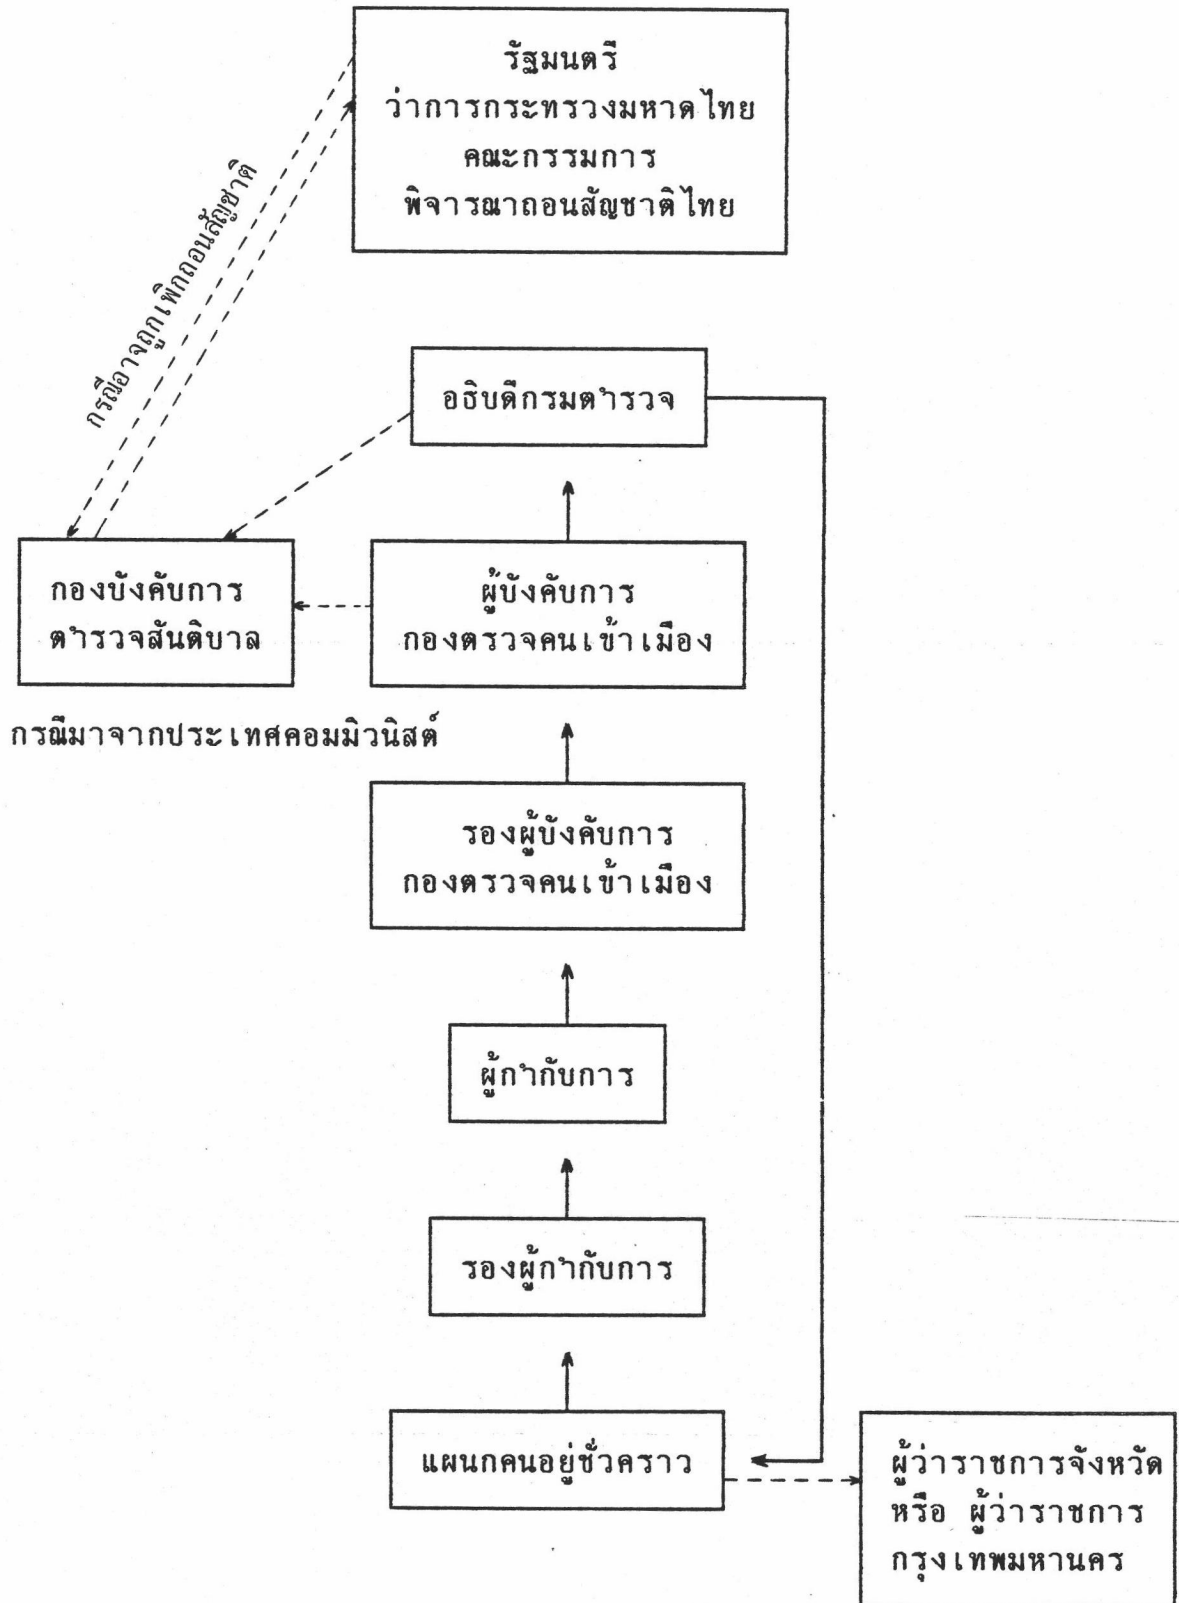 รัฐมนตรี
ว่าการกระทรวงมหาดไทย
คณะกรรมการ
พิจารณาถอนสัญชาติไทย
กรณีอาจถูกเพิกถอนสัญชาติ
อธิบดีกรมตำรวจ
กองบังคับการ
ตำรวจสันติบาล
ผู้บังคับการ
กองตรวจคนเข้าเมือง
กรณีมาจากประเทศคอมมิวนิสต์
รองผู้บังคับการ
กองตรวจคนเข้าเมือง
ผู้กำกับการ
รองผู้กำกับการ
แผนกคนอยู่ชั่วคราว
ผู้ว่าราชการจังหวัด
หรือ ผู้ว่าราชการ
กรุงเทพมหานคร